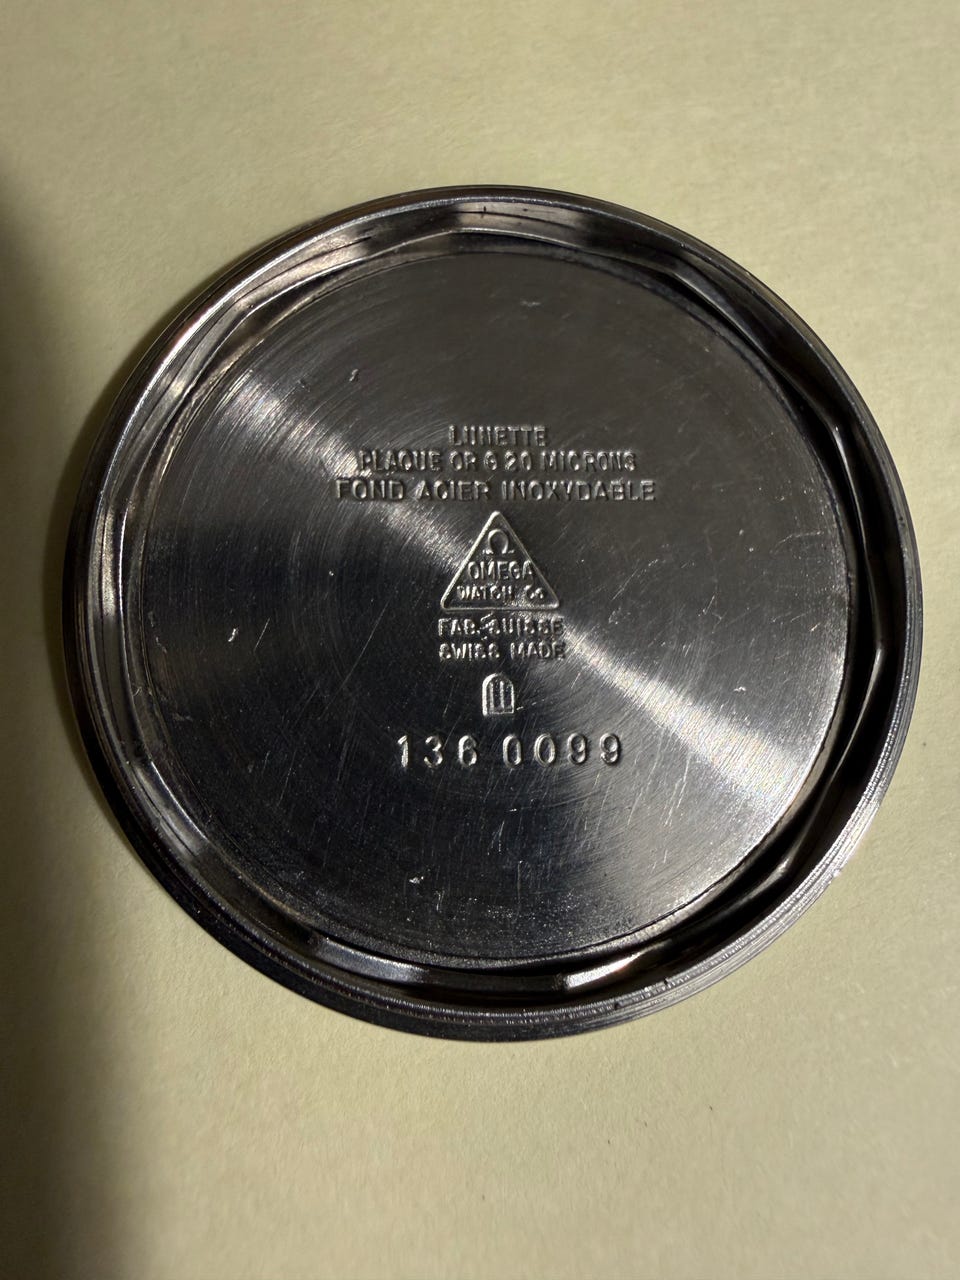 LUNETTE
PLAQUE OR G 20 MICRONS
FOND ACIER INOXYDABLE
Ω
OMEGA
WATCH Co
FAB. SUISSE
SWISS MADE
136 0099